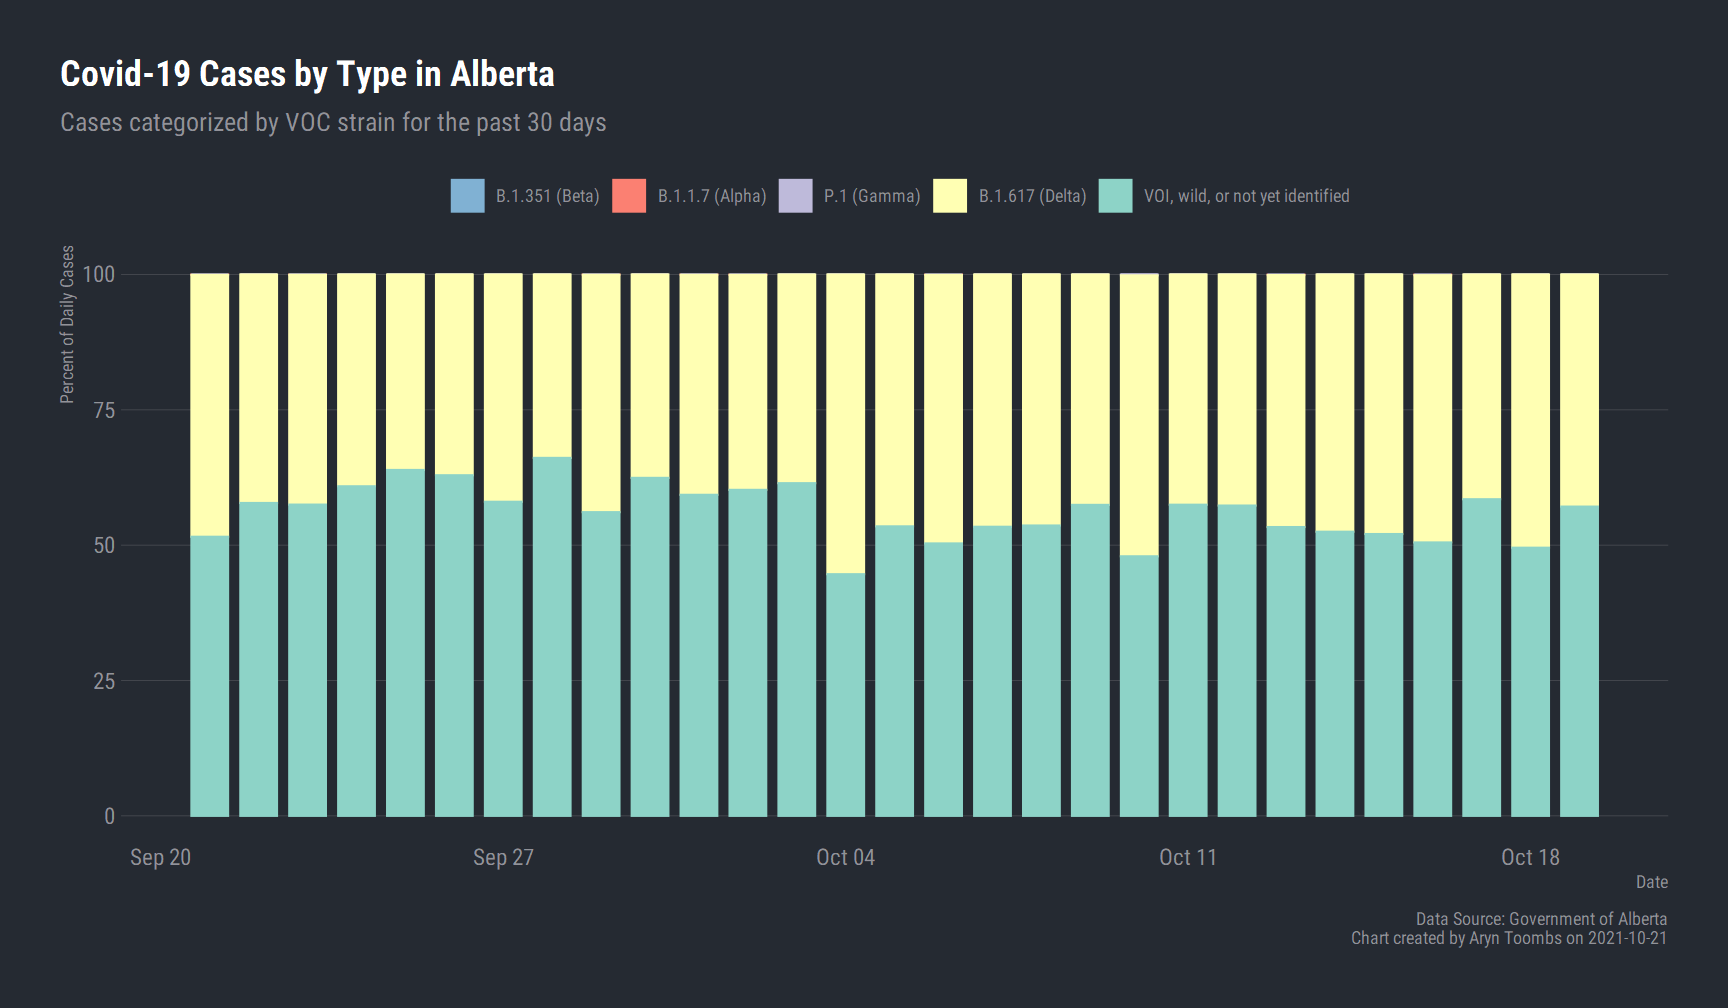 Covid-19 Cases by Type in Alberta
Cases categorized by VOC strain for the past 30 days
B.1.351 (Beta) B.1.1.7 (Alpha) P.1 (Gamma) B.1.617 (Delta) VOI, wild, or not yet identified
Percent of Daily Cases
100
75
50
25
0
Sep 20 Sep 27 Oct 04 Oct 11 Oct 18
Date
Data Source: Government of Alberta
Chart created by Aryn Toombs on 2021-10-21